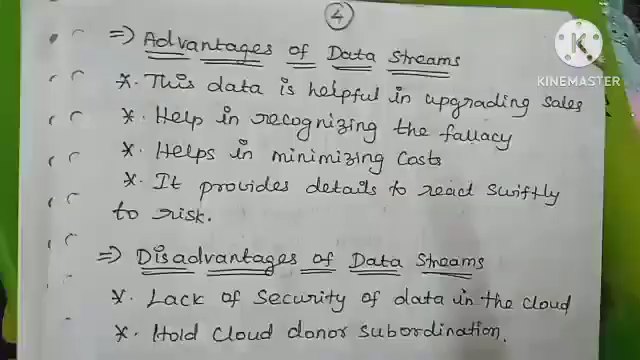 4
⇒ Advantages of Data Streams
KINEMASTER
*. This data is helpful in upgrading sales
*. Help in recognizing the fallacy
*. Helps in minimizing costs
*. It provides details to react swiftly
to risk.
⇒ Disadvantages of Data Streams
*. Lack of security of data in the cloud
*. Hold cloud donor subordination.